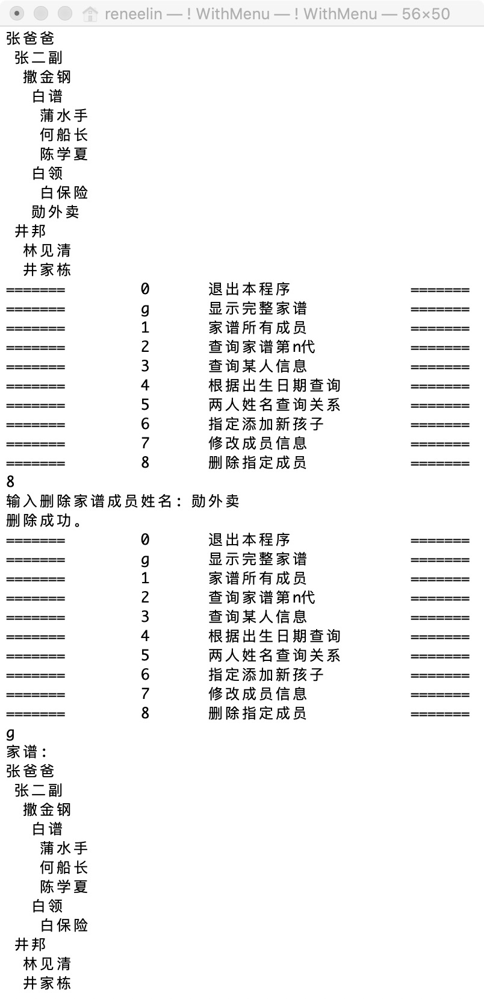 reneelin — ! WithMenu — ! WithMenu — 56×50
张爸爸
 张二副
  撒金钢
   白谱
    蒲水手
    何船长
    陈学夏
   白领
    白保险
   勋外卖
 井邦
  林见清
  井家栋
=======         0       退出本程序              =======
=======         g       显示完整家谱            =======
=======         1       家谱所有成员            =======
=======         2       查询家谱第n代           =======
=======         3       查询某人信息            =======
=======         4       根据出生日期查询        =======
=======         5       两人姓名查询关系        =======
=======         6       指定添加新孩子          =======
=======         7       修改成员信息            =======
=======         8       删除指定成员            =======
8
输入删除家谱成员姓名：勋外卖
删除成功。
=======         0       退出本程序              =======
=======         g       显示完整家谱            =======
=======         1       家谱所有成员            =======
=======         2       查询家谱第n代           =======
=======         3       查询某人信息            =======
=======         4       根据出生日期查询        =======
=======         5       两人姓名查询关系        =======
=======         6       指定添加新孩子          =======
=======         7       修改成员信息            =======
=======         8       删除指定成员            =======
g
家谱：
张爸爸
 张二副
  撒金钢
   白谱
    蒲水手
    何船长
    陈学夏
   白领
    白保险
 井邦
  林见清
  井家栋